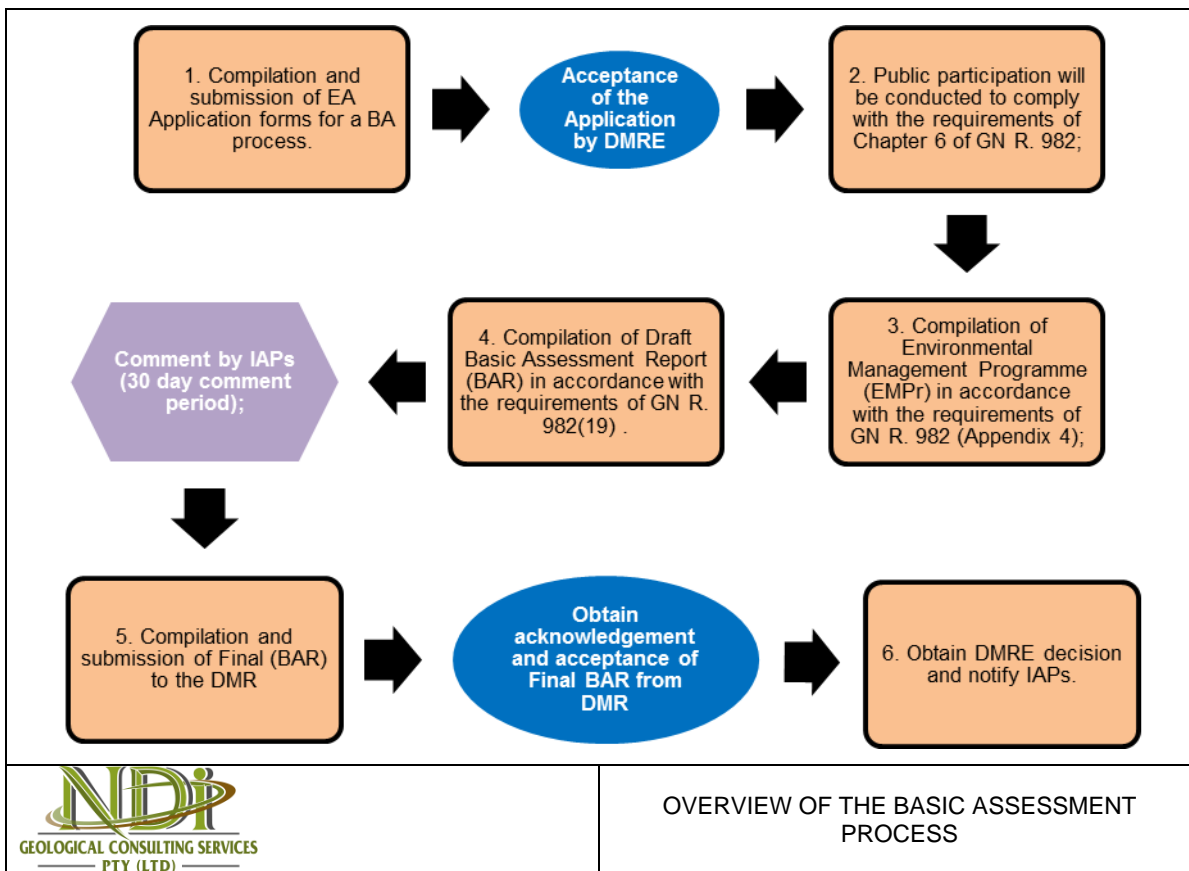 1. Compilation and
submission of EA
Application forms for a BA
process.
Acceptance
of the
Application
by DMRE
2. Public participation will
be conducted to comply
with the requirements of
Chapter 6 of GN R. 982;
3. Compilation of
Environmental
Management Programme
(EMPr) in accordance
with the requirements of
GN R. 982 (Appendix 4);
4. Compilation of Draft
Basic Assessment Report
(BAR) in accordance with
the requirements of GN R.
982(19) .
Comment by IAPs
(30 day comment
period);
5. Compilation and
submission of Final (BAR)
to the DMR
Obtain
acknowledgement
and acceptance of
Final BAR from
DMR
6. Obtain DMRE decision
and notify IAPs.
NDi
GEOLOGICAL CONSULTING SERVICES
PTY (LTD)
OVERVIEW OF THE BASIC ASSESSMENT
PROCESS